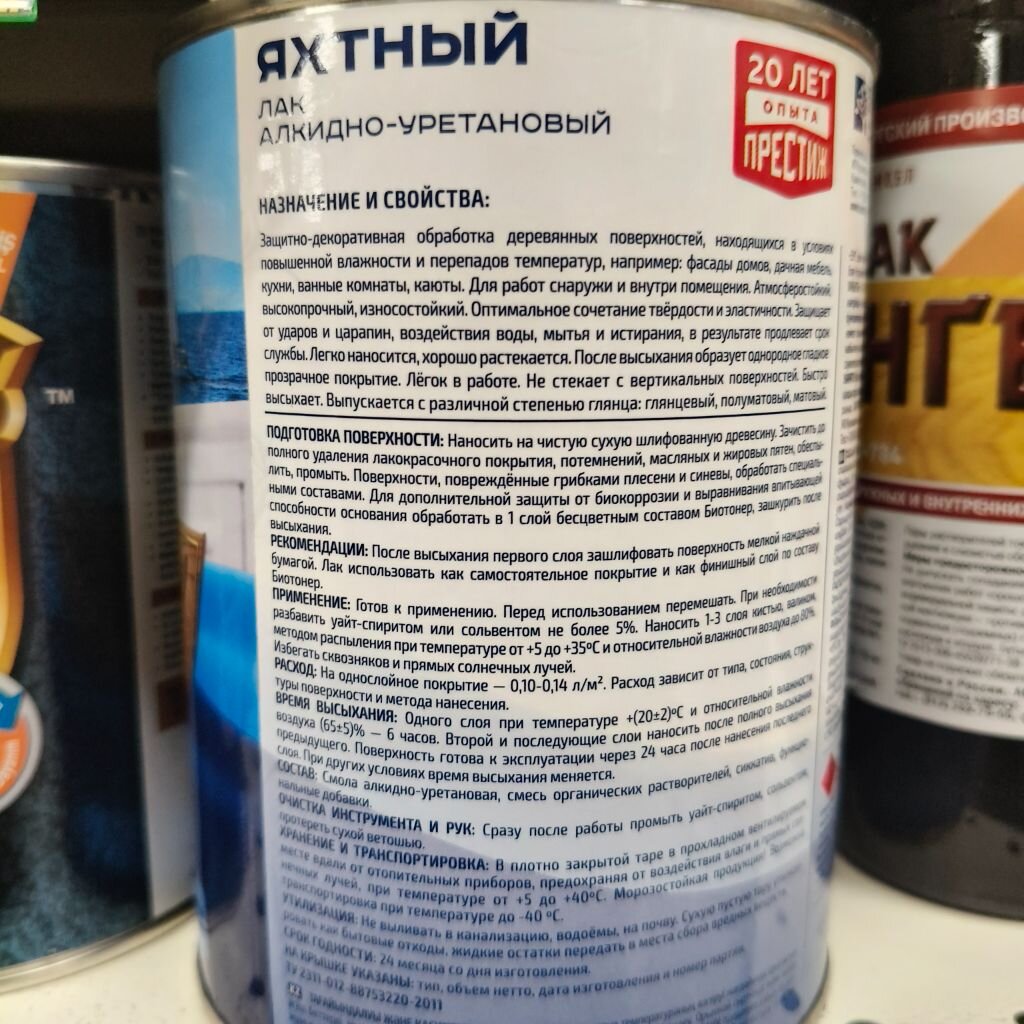 ЯХТНЫЙ
ЛАК
АЛКИДНО-УРЕТАНОВЫЙ
20 ЛЕТ
ОПЫТА
ПРЕСТИЖ
НАЗНАЧЕНИЕ И СВОЙСТВА:
Защитно-декоративная обработка деревянных поверхностей, находящихся в условиях
повышенной влажности и перепадов температур, например: фасады домов, дачная мебель,
кухни, ванные комнаты, каюты. Для работ снаружи и внутри помещения. Атмосферостойкий,
высокопрочный, износостойкий. Оптимальное сочетание твёрдости и эластичности. Защищает
от ударов и царапин, воздействия воды, мытья и истирания, в результате продлевает срок
службы. Легко наносится, хорошо растекается. После высыхания образует однородное гладкое
прозрачное покрытие. Лёгок в работе. Не стекает с вертикальных поверхностей. Быстро
высыхает. Выпускается с различной степенью глянца: глянцевый, полуматовый, матовый.
ПОДГОТОВКА ПОВЕРХНОСТИ: Наносить на чистую сухую шлифованную древесину. Зачистить до
полного удаления лакокрасочного покрытия, потемнений, масляных и жировых пятен, обеспы-
лить, промыть. Поверхности, повреждённые грибками плесени и синевы, обработать специаль-
ными составами. Для дополнительной защиты от биокоррозии и выравнивания впитывающей
способности основания обработать в 1 слой бесцветным составом Биотонер, зашкурить после
высыхания.
РЕКОМЕНДАЦИИ: После высыхания первого слоя зашлифовать поверхность мелкой наждачной
бумагой. Лак использовать как самостоятельное покрытие и как финишный слой по составу
Биотонер.
ПРИМЕНЕНИЕ: Готов к применению. Перед использованием перемешать. При необходимости
разбавить уайт-спиритом или сольвентом не более 5%. Наносить 1-3 слоя кистью, валиком,
методом распыления при температуре от +5 до +35ºС и относительной влажности воздуха до 80%.
Избегать сквозняков и прямых солнечных лучей.
РАСХОД: На однослойное покрытие — 0,10-0,14 л/м². Расход зависит от типа, состояния, струк-
туры поверхности и метода нанесения.
ВРЕМЯ ВЫСЫХАНИЯ: Одного слоя при температуре +(20±2)ºС и относительной влажности
воздуха (65±5)% — 6 часов. Второй и последующие слои наносить после полного высыхания
предыдущего. Поверхность готова к эксплуатации через 24 часа после нанесения последнего
слоя. При других условиях время высыхания меняется.
СОСТАВ: Смола алкидно-уретановая, смесь органических растворителей, сиккатив, функцио-
нальные добавки.
ОЧИСТКА ИНСТРУМЕНТА И РУК: Сразу после работы промыть уайт-спиритом, сольвентом,
протереть сухой ветошью.
ХРАНЕНИЕ И ТРАНСПОРТИРОВКА: В плотно закрытой таре в прохладном вентилируемом
месте вдали от отопительных приборов, предохраняя от воздействия влаги и прямых сол-
нечных лучей, при температуре от +5 до +40ºС. Морозостойкая продукция! Возможна
транспортировка при температуре до -40 ºС.
УТИЛИЗАЦИЯ: Не выливать в канализацию, водоёмы, на почву. Сухую пустую тару
ровать как бытовые отходы, жидкие остатки передать в места сбора вредных веществ.
СРОК ГОДНОСТИ: 24 месяца со дня изготовления.
НА КРЫШКЕ УКАЗАНЫ: тип, объем нетто, дата изготовления и номер партии.
ТУ 2311-012-88753220-2011
KZ
TM